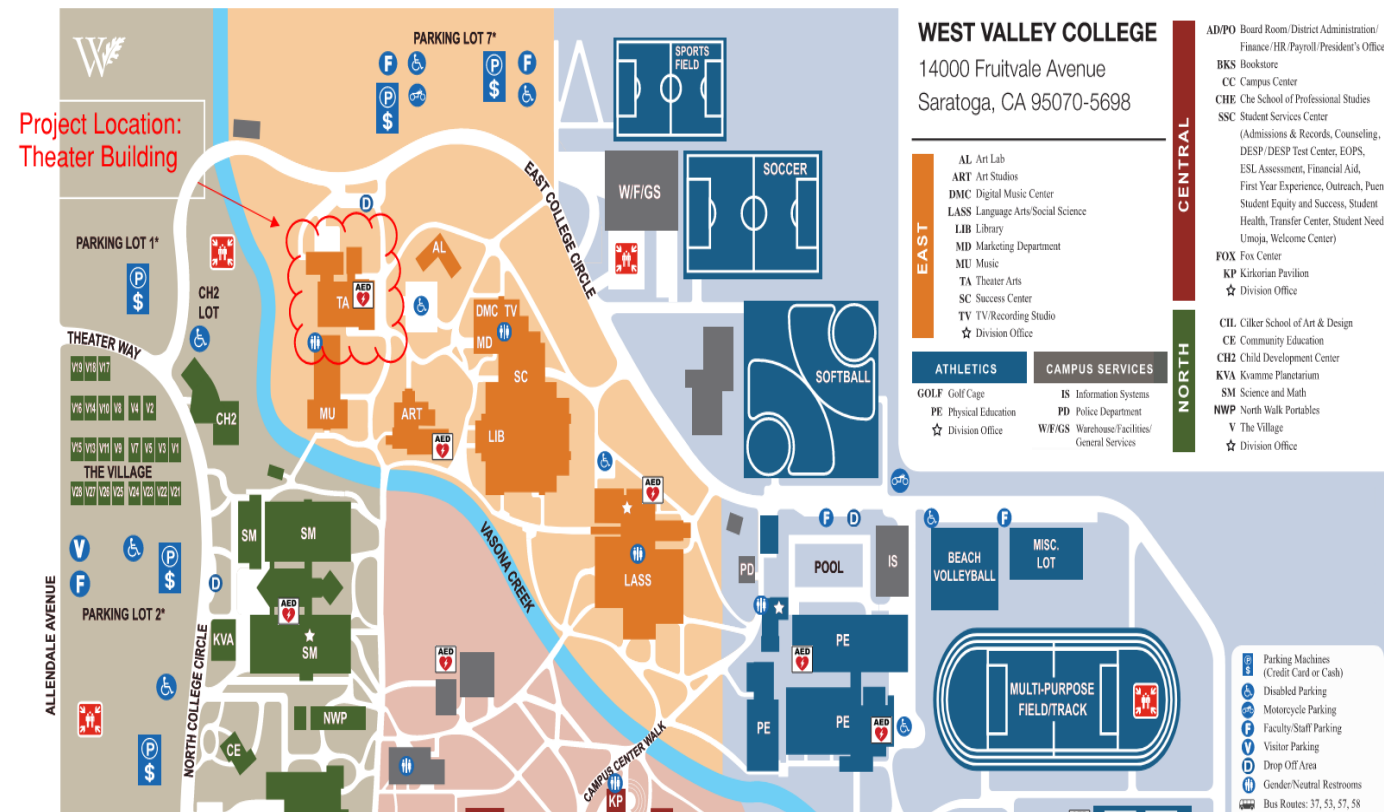 W
PARKING LOT 7*
F
P
$
P
$
F
SPORTS
FIELD
Project Location:
Theater Building
D
EAST COLLEGE CIRCLE
W/F/GS
SOCCER
PARKING LOT 1*
P
$
CH2
LOT
AL
TA
AED
DMC TV
MD
SC
THEATER WAY
V19 V18 V17
V16 V14 V10 V8 V4 V2
V15 V13 V11 V9 V7 V5 V3 V1
THE VILLAGE
V28 V27 V26 V25 V24 V23 V22 V21
CH2
MU
ART
AED
LIB
SOFTBALL
AED
LASS
VASONA CREEK
SM
SM
V
F
P
$
D
PARKING LOT 2*
AED
KVA
SM
ALLENDALE AVENUE
NORTH COLLEGE CIRCLE
NWP
CE
P
$
AED
CAMPUS CENTER WALK
KP
F
D
F
PD
POOL
IS
BEACH
VOLLEYBALL
MISC.
LOT
PE
AED
PE
PE
AED
MULTI-PURPOSE
FIELD/TRACK
WEST VALLEY COLLEGE
14000 Fruitvale Avenue
Saratoga, CA 95070-5698
EAST
AL Art Lab
ART Art Studios
DMC Digital Music Center
LASS Language Arts/Social Science
LIB Library
MD Marketing Department
MU Music
TA Theater Arts
SC Success Center
TV TV/Recording Studio
Division Office
ATHLETICS
GOLF Golf Cage
PE Physical Education
Division Office
CAMPUS SERVICES
IS Information Systems
PD Police Department
W/F/GS Warehouse/Facilities/
General Services
CENTRAL
AD/PO Board Room/District Administration/
Finance/HR/Payroll/President's Office
BKS Bookstore
CC Campus Center
CHE Che School of Professional Studies
SSC Student Services Center
(Admissions & Records, Counseling,
DESP/DESP Test Center, EOPS,
ESL Assessment, Financial Aid,
First Year Experience, Outreach, Puen
Student Equity and Success, Student
Health, Transfer Center, Student Need
Umoja, Welcome Center)
FOX Fox Center
KP Kirkorian Pavilion
Division Office
NORTH
CIL Cilker School of Art & Design
CE Community Education
CH2 Child Development Center
KVA Kvamme Planetarium
SM Science and Math
NWP North Walk Portables
V The Village
Division Office
P
$
Parking Machines
(Credit Card or Cash)
Disabled Parking
Motorcycle Parking
F Faculty/Staff Parking
V Visitor Parking
D Drop Off Area
Gender/Neutral Restrooms
Bus Routes: 37, 53, 57, 58